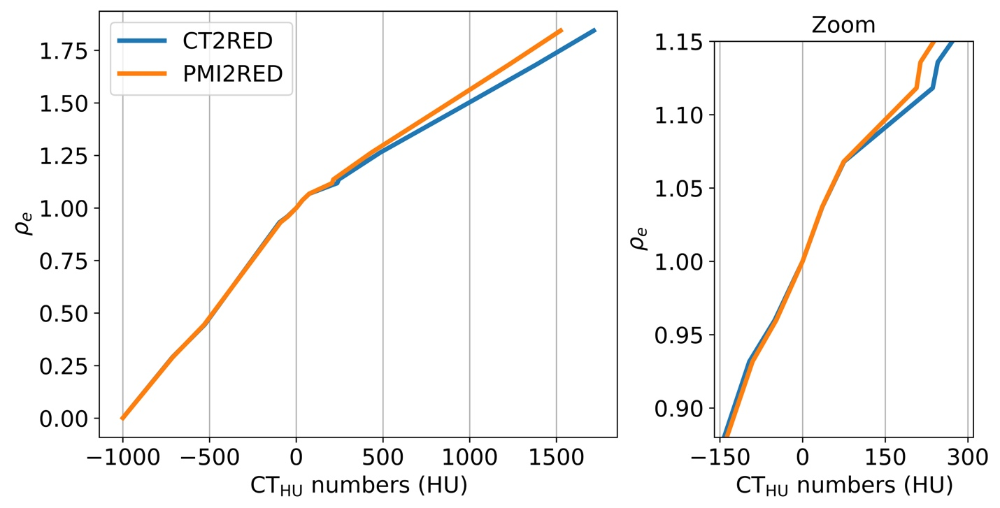 CT2RED
PMI2RED
1.75
1.50
1.25
1.00
0.75
0.50
0.25
0.00
ρe
−1000 −500 0 500 1000 1500
CTHU numbers (HU)
Zoom
1.15
1.10
1.05
1.00
0.95
0.90
ρe
−150 0 150 300
CTHU numbers (HU)